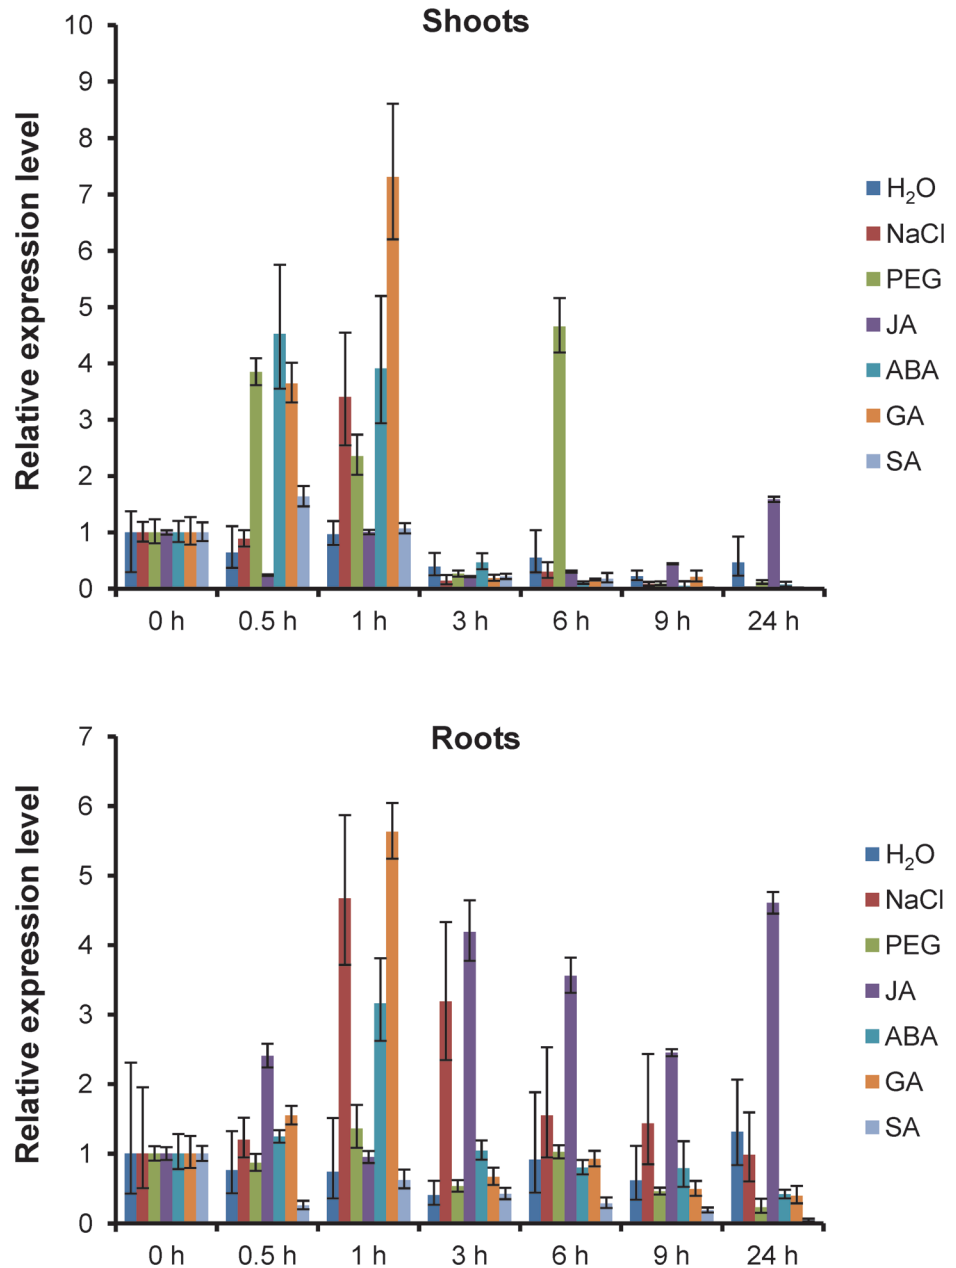 Shoots
Relative expression level
10
9
8
7
6
5
4
3
2
1
0
0 h 0.5 h 1 h 3 h 6 h 9 h 24 h
H₂O
NaCl
PEG
JA
ABA
GA
SA
Roots
Relative expression level
7
6
5
4
3
2
1
0
0 h 0.5 h 1 h 3 h 6 h 9 h 24 h
H₂O
NaCl
PEG
JA
ABA
GA
SA